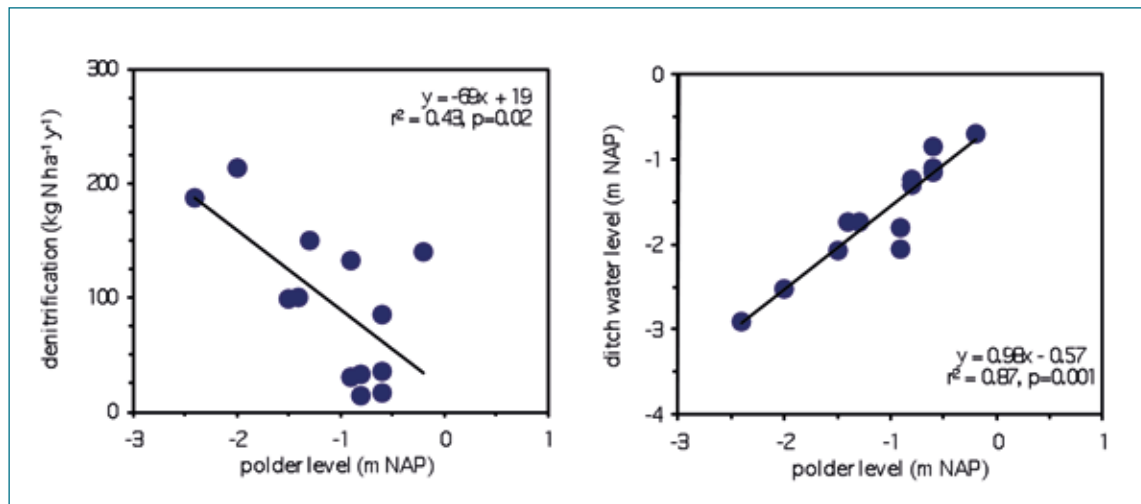 300
200
100
0
-3
-2
-1
0
1
denitrification (kg N ha⁻¹ y⁻¹)
polder level (m NAP)
y = -69x + 19
r² = 0.43, p=0.02
0
-1
-2
-3
-4
-3
-2
-1
0
1
ditch water level (m NAP)
polder level (m NAP)
y = 0.98x - 0.57
r² = 0.87, p=0.001